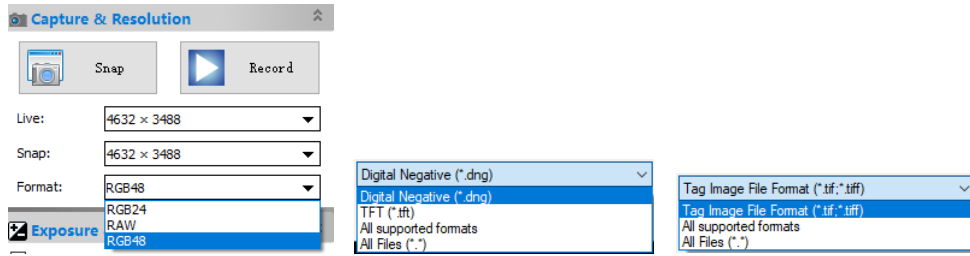 Capture & Resolution
Snap
Record
Live:
4632 × 3488
Snap:
4632 × 3488
Format:
RGB48
RGB24
RAW
RGB48
Exposure
Digital Negative (*.dng)
Digital Negative (*.dng)
TFT (*.tft)
All supported formats
All Files (*.*)
Tag Image File Format (*.tif;*.tiff)
Tag Image File Format (*.tif;*.tiff)
All supported formats
All Files (*.*)